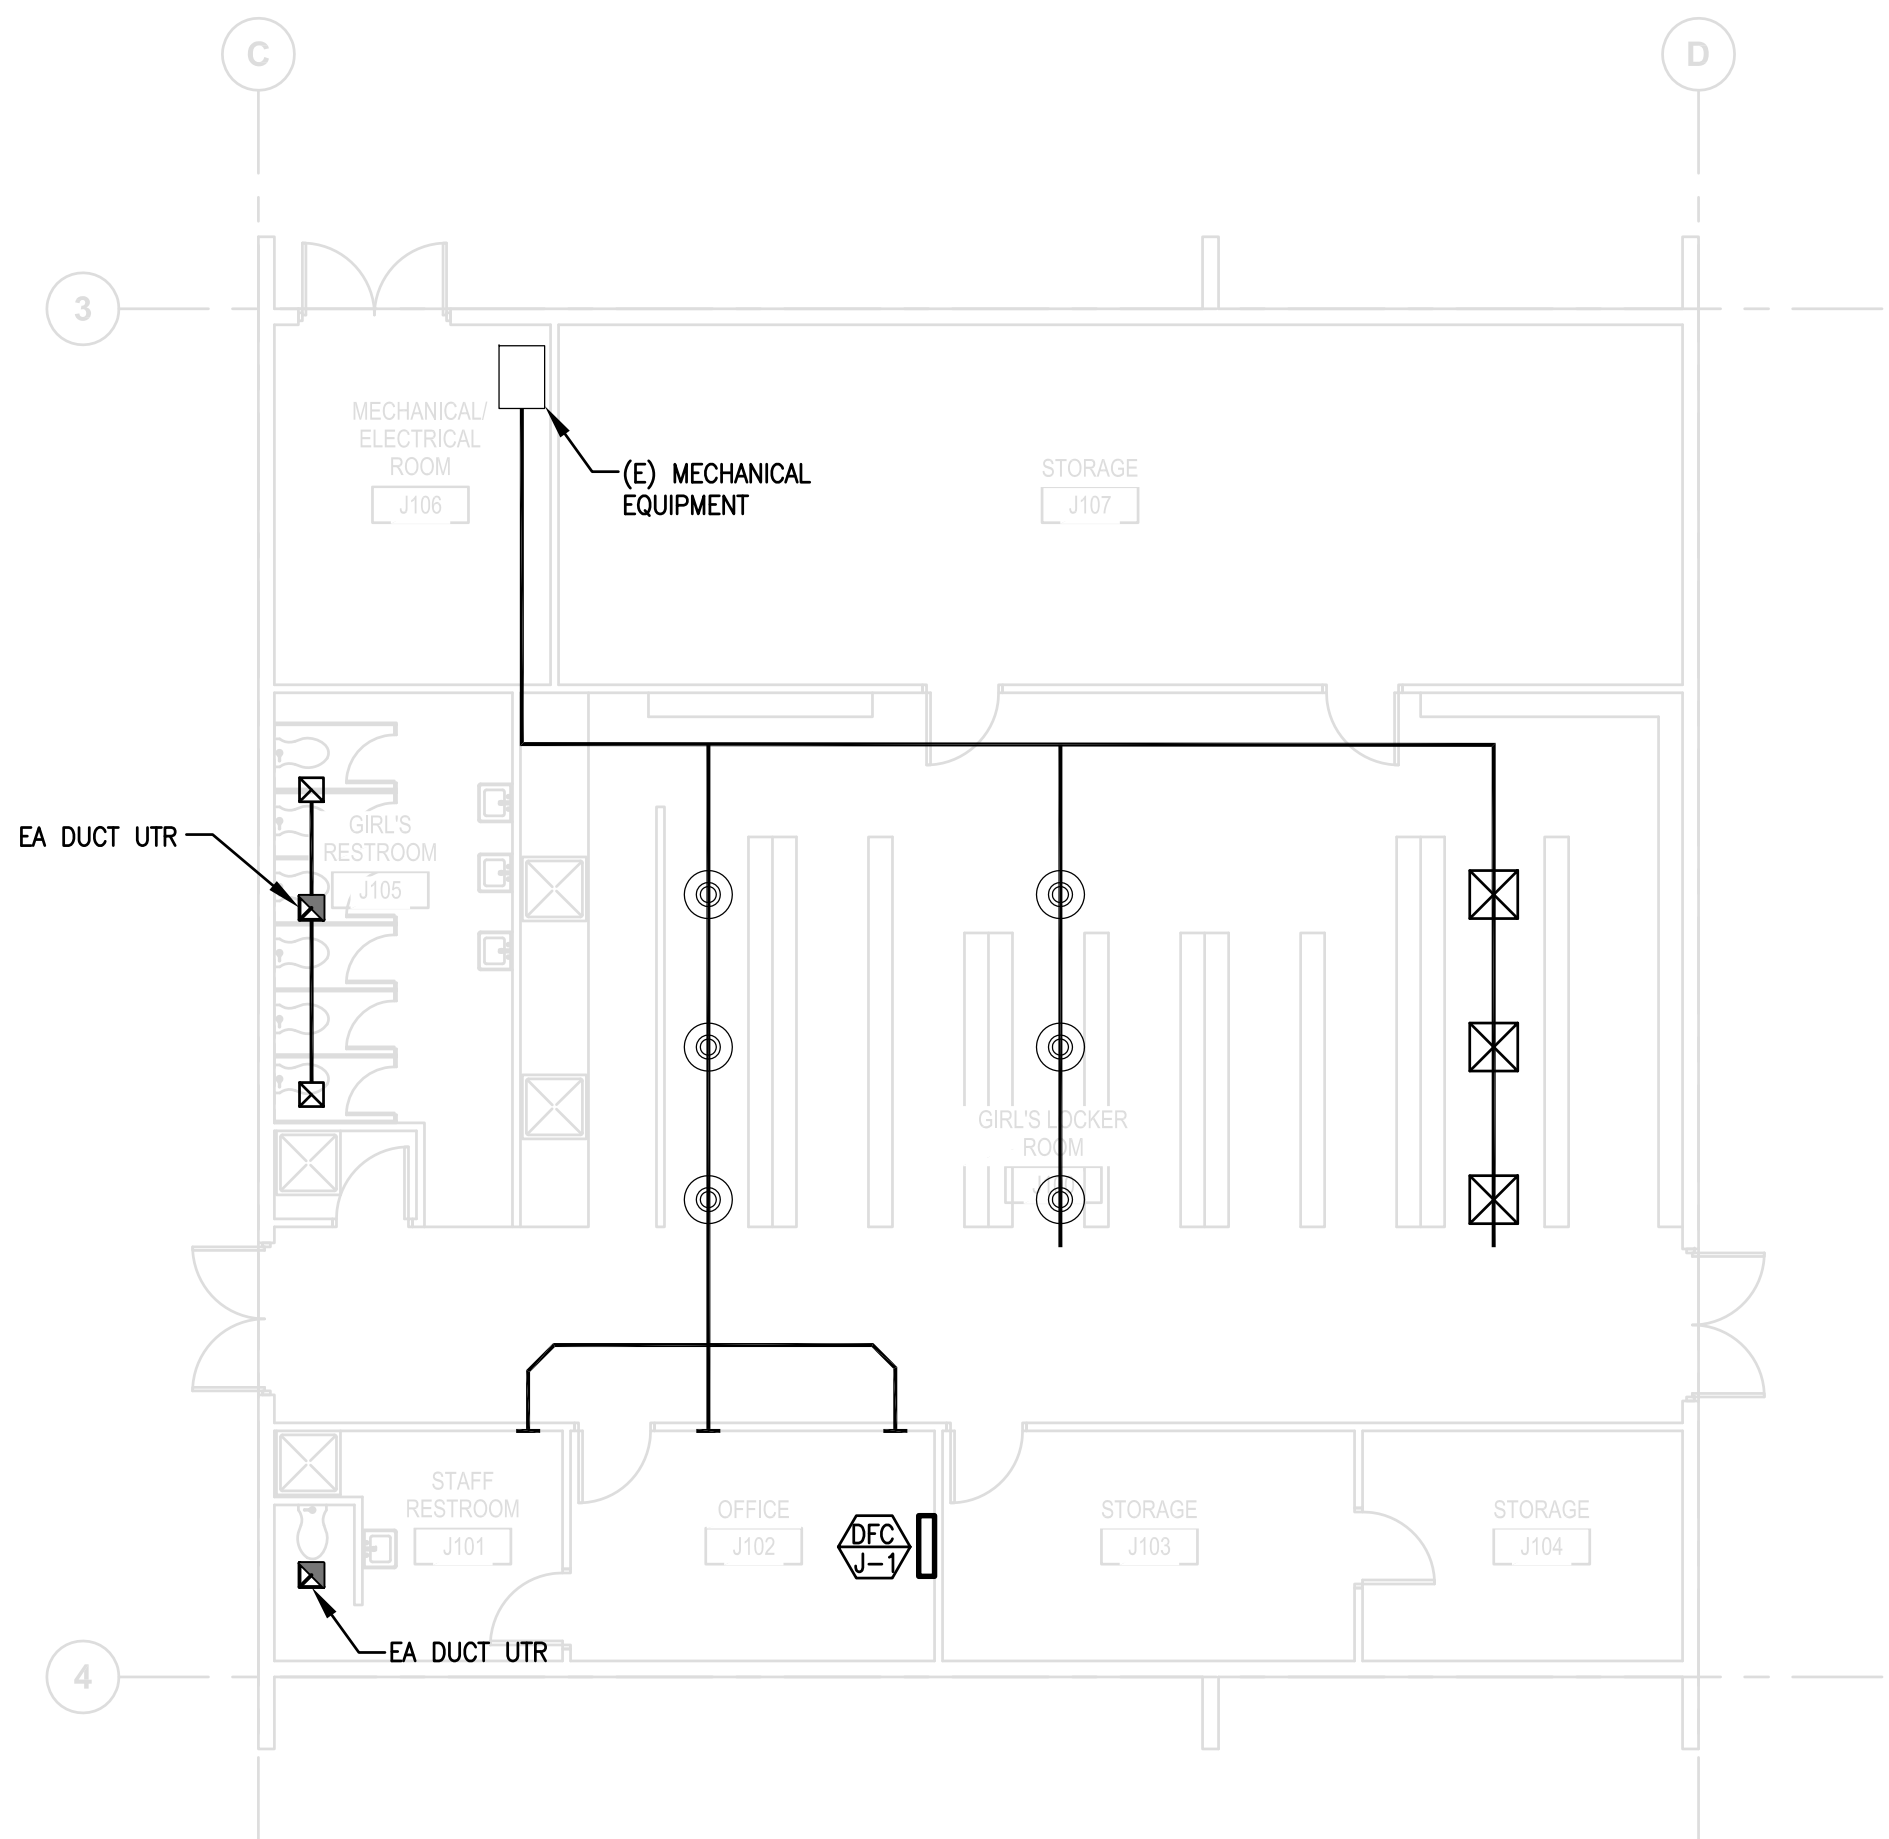 C
D
3
MECHANICAL/
ELECTRICAL
ROOM
J106
(E) MECHANICAL
EQUIPMENT
STORAGE
J107
EA DUCT UTR
GIRL'S
RESTROOM
J105
GIRL'S LOCKER
ROOM
STAFF
RESTROOM
J101
OFFICE
J102
DFC
J-1
STORAGE
J103
STORAGE
J104
EA DUCT UTR
4